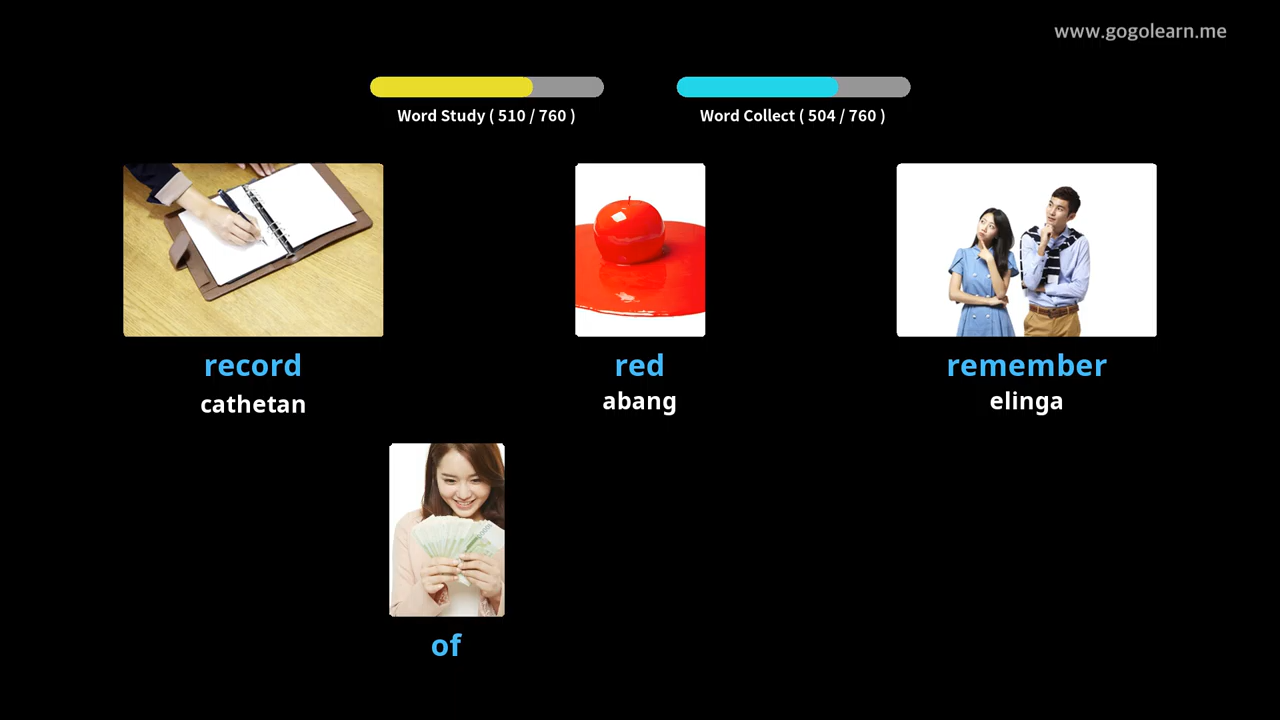 www.gogolearn.me
Word Study ( 510 / 760 )
Word Collect ( 504 / 760 )
record
cathetan
red
abang
remember
elinga
of